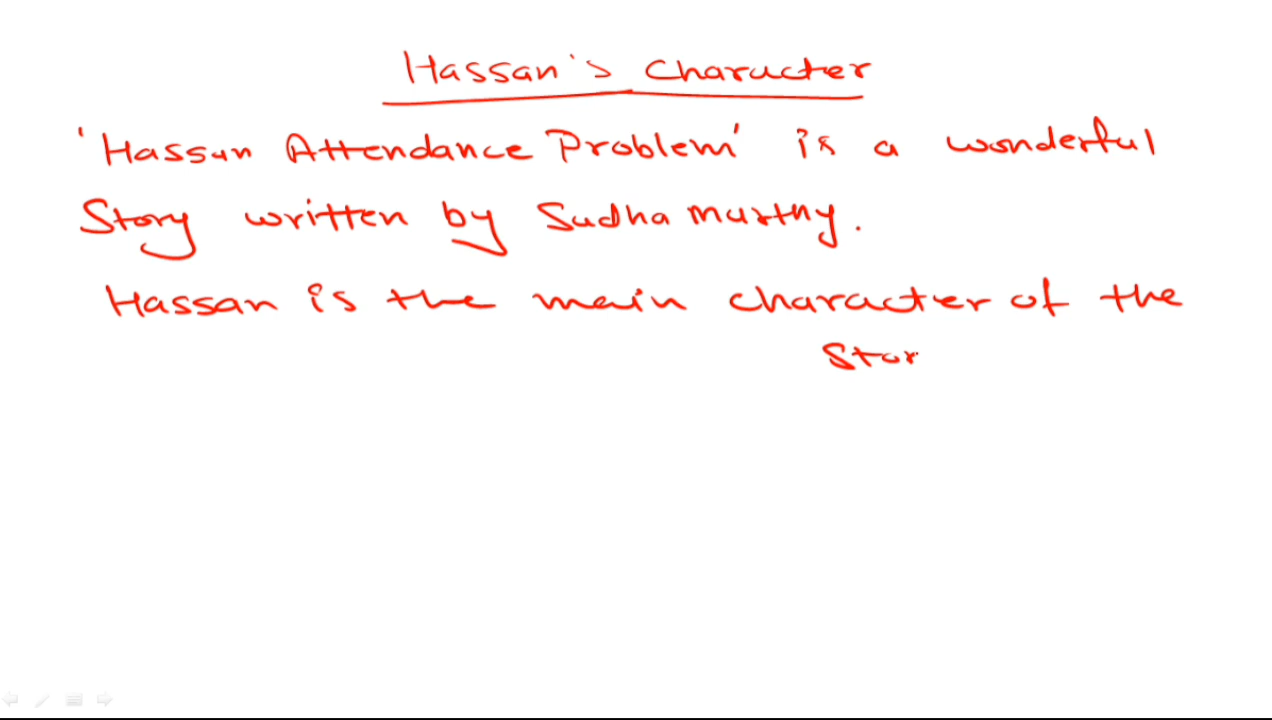 Hassan's Character
'Hassan Attendance Problem' is a wonderful
Story written by Sudha Murthy.
Hassan is the main character of the
Stor